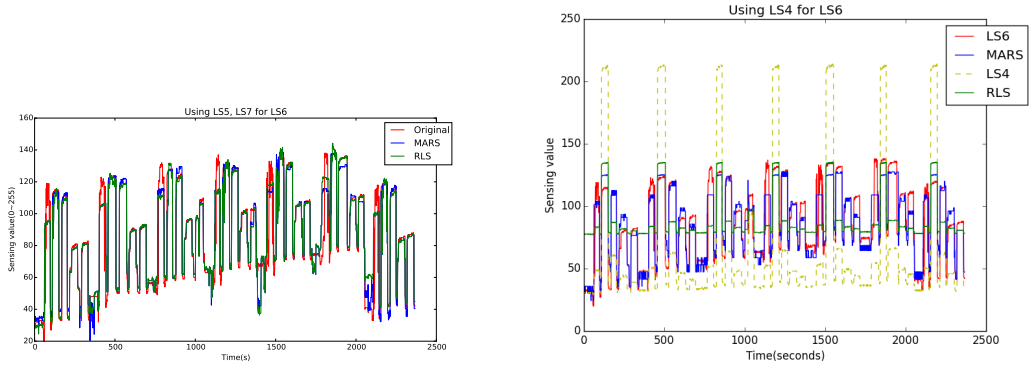 Using LS5, LS7 for LS6
Sensing value(0~255)
160
140
120
100
80
60
40
20
0
500
1000
1500
2000
2500
Time(s)
Original
MARS
RLS
Using LS4 for LS6
Sensing value
250
200
150
100
50
0
0
500
1000
1500
2000
2500
Time(seconds)
LS6
MARS
LS4
RLS